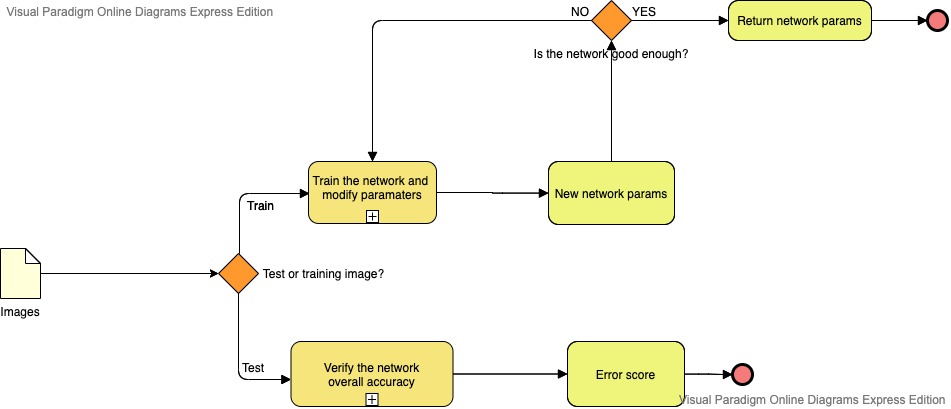 Visual Paradigm Online Diagrams Express Edition
NO
YES
Return network params
Is the network good enough?
Train the network and
modify paramaters
New network params
Train
Test or training image?
Images
Test
Verify the network
overall accuracy
Error score
Visual Paradigm Online Diagrams Express Edition